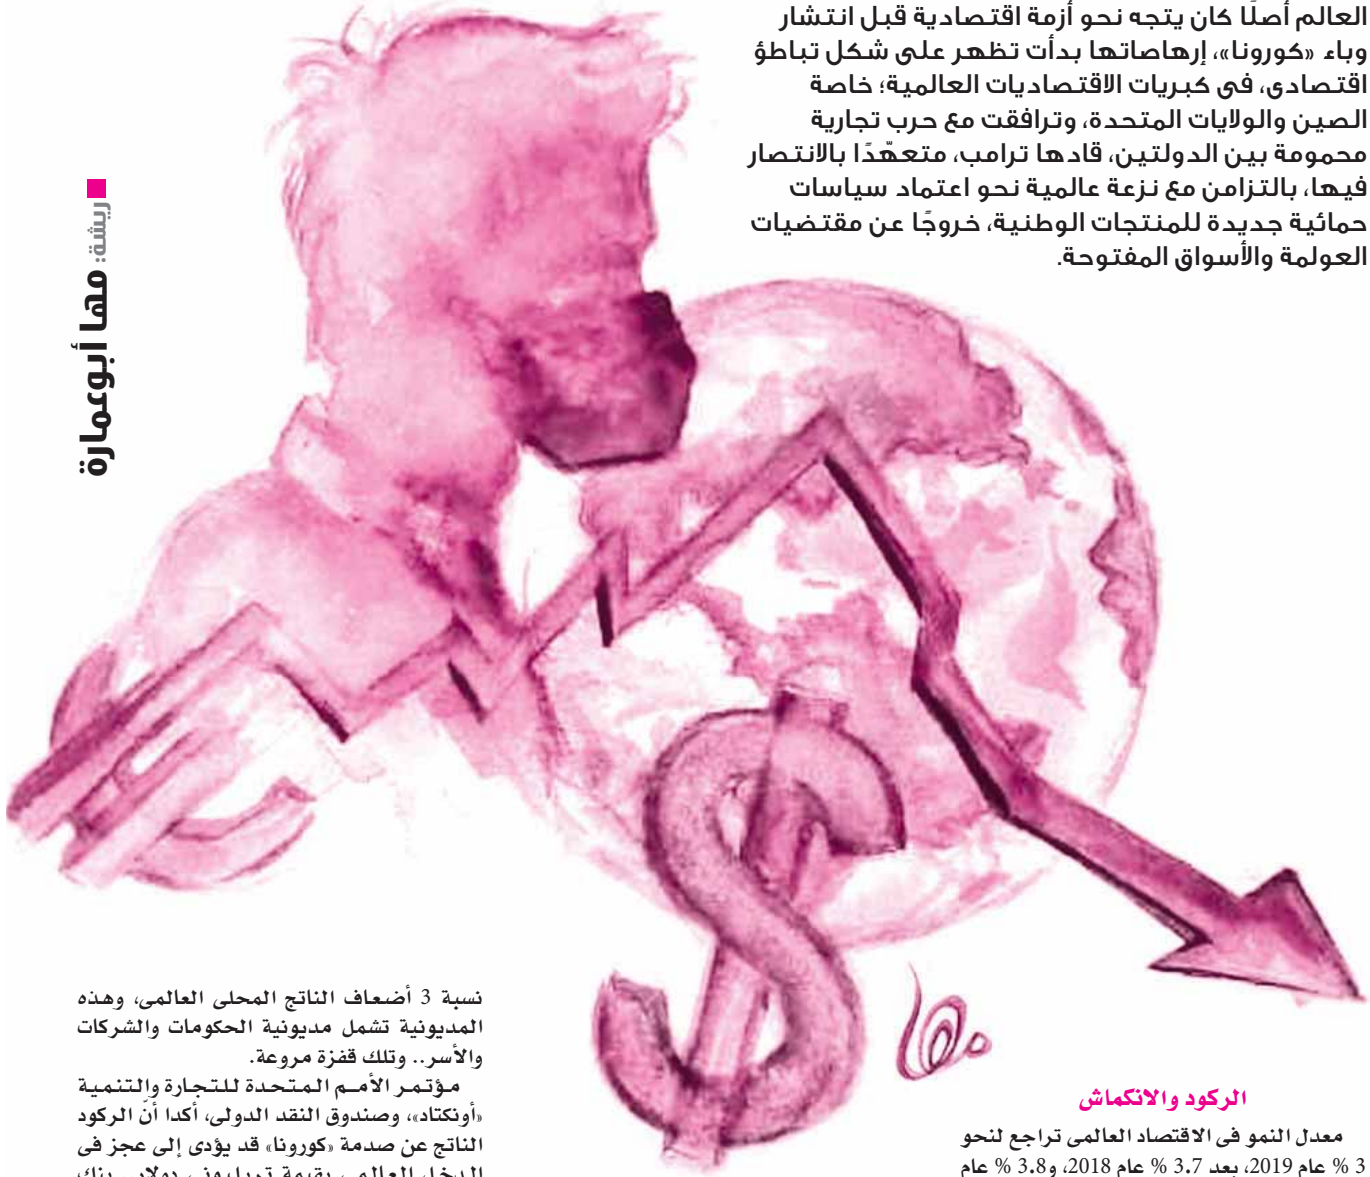 العالم أصلًا كان يتجه نحو أزمة اقتصادية قبل انتشار
وباء «كورونا»، إرهاصاتها بدأت تظهر على شكل تباطؤ
اقتصادى، فى كبريات الاقتصاديات العالمية؛ خاصة
الصين والولايات المتحدة، وترافقت مع حرب تجارية
محمومة بين الدولتين، قادها ترامب، متعهّدًا بالانتصار
فيها، بالتزامن مع نزعة عالمية نحو اعتماد سياسات
حمائية جديدة للمنتجات الوطنية، خروجًا عن مقتضيات
العولمة والأسواق المفتوحة.
ريشة: مها أبوعمارة
مها
الركود والانكماش
معدل النمو فى الاقتصاد العالمى تراجع لنحو
3 % عام 2019، بعد 3.7 % عام 2018، و3.8 % عام
نسبة 3 أضعاف الناتج المحلى العالمى، وهذه
المديونية تشمل مديونية الحكومات والشركات
والأسر.. وتلك قفزة مروعة.
مؤتمر الأمم المتحدة للتجارة والتنمية
«أونكتاد»، وصندوق النقد الدولى، أكدا أنّ الركود
الناتج عن صدمة «كورونا» قد يؤدى إلى عجز فى
الدخل العالمى بقيمة تريليونى دولار.. بنك